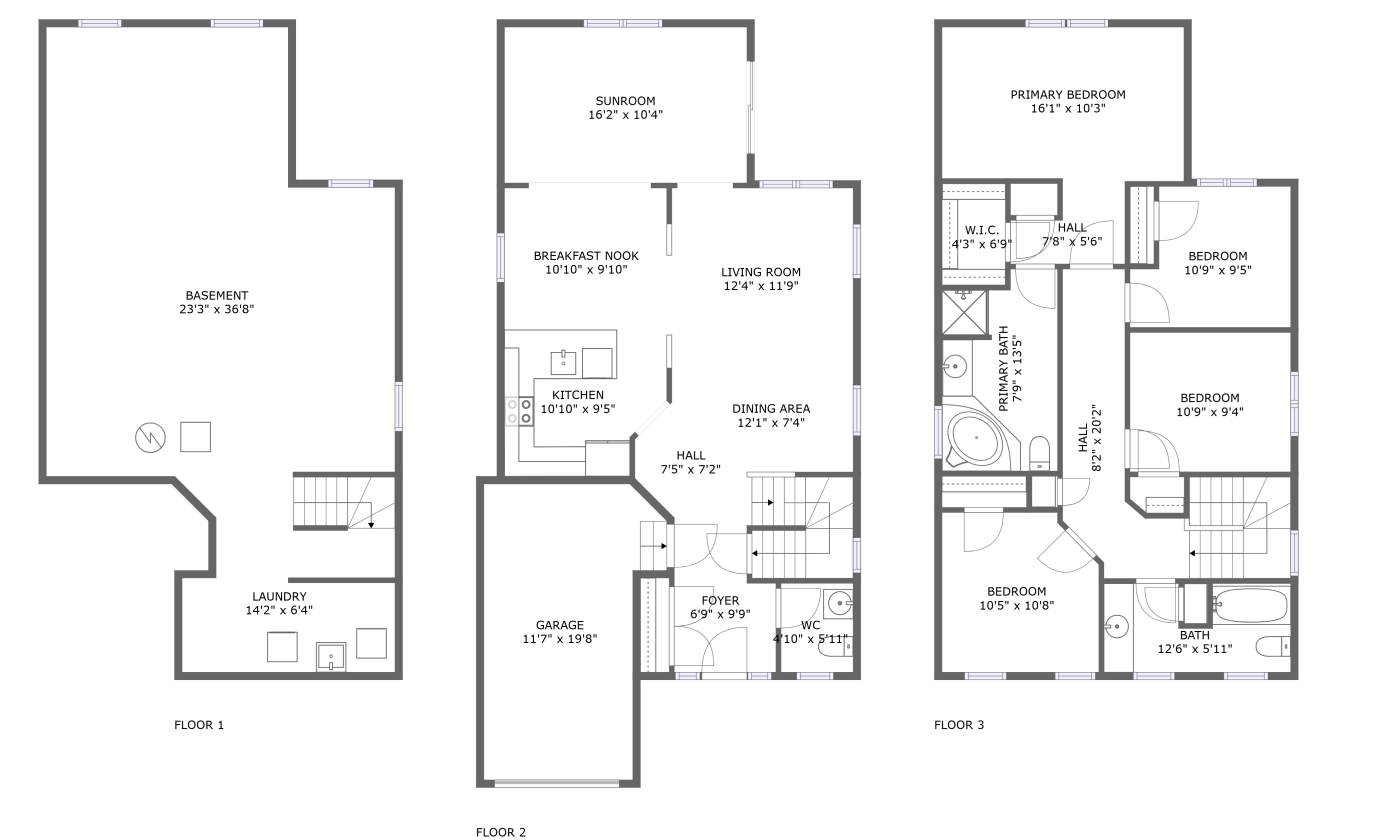 BASEMENT
23'3" x 36'8"
LAUNDRY
14'2" x 6'4"
FLOOR 1
SUNROOM
16'2" x 10'4"
BREAKFAST NOOK
10'10" x 9'10"
LIVING ROOM
12'4" x 11'9"
KITCHEN
10'10" x 9'5"
DINING AREA
12'1" x 7'4"
HALL
7'5" x 7'2"
FOYER
6'9" x 9'9"
GARAGE
11'7" x 19'8"
WC
4'10" x 5'11"
FLOOR 2
PRIMARY BEDROOM
16'1" x 10'3"
W.I.C.
4'3" x 6'9"
HALL
7'8" x 5'6"
BEDROOM
10'9" x 9'5"
PRIMARY BATH
7'9" x 13'5"
HALL
8'2" x 20'2"
BEDROOM
10'9" x 9'4"
BEDROOM
10'5" x 10'8"
BATH
12'6" x 5'11"
FLOOR 3